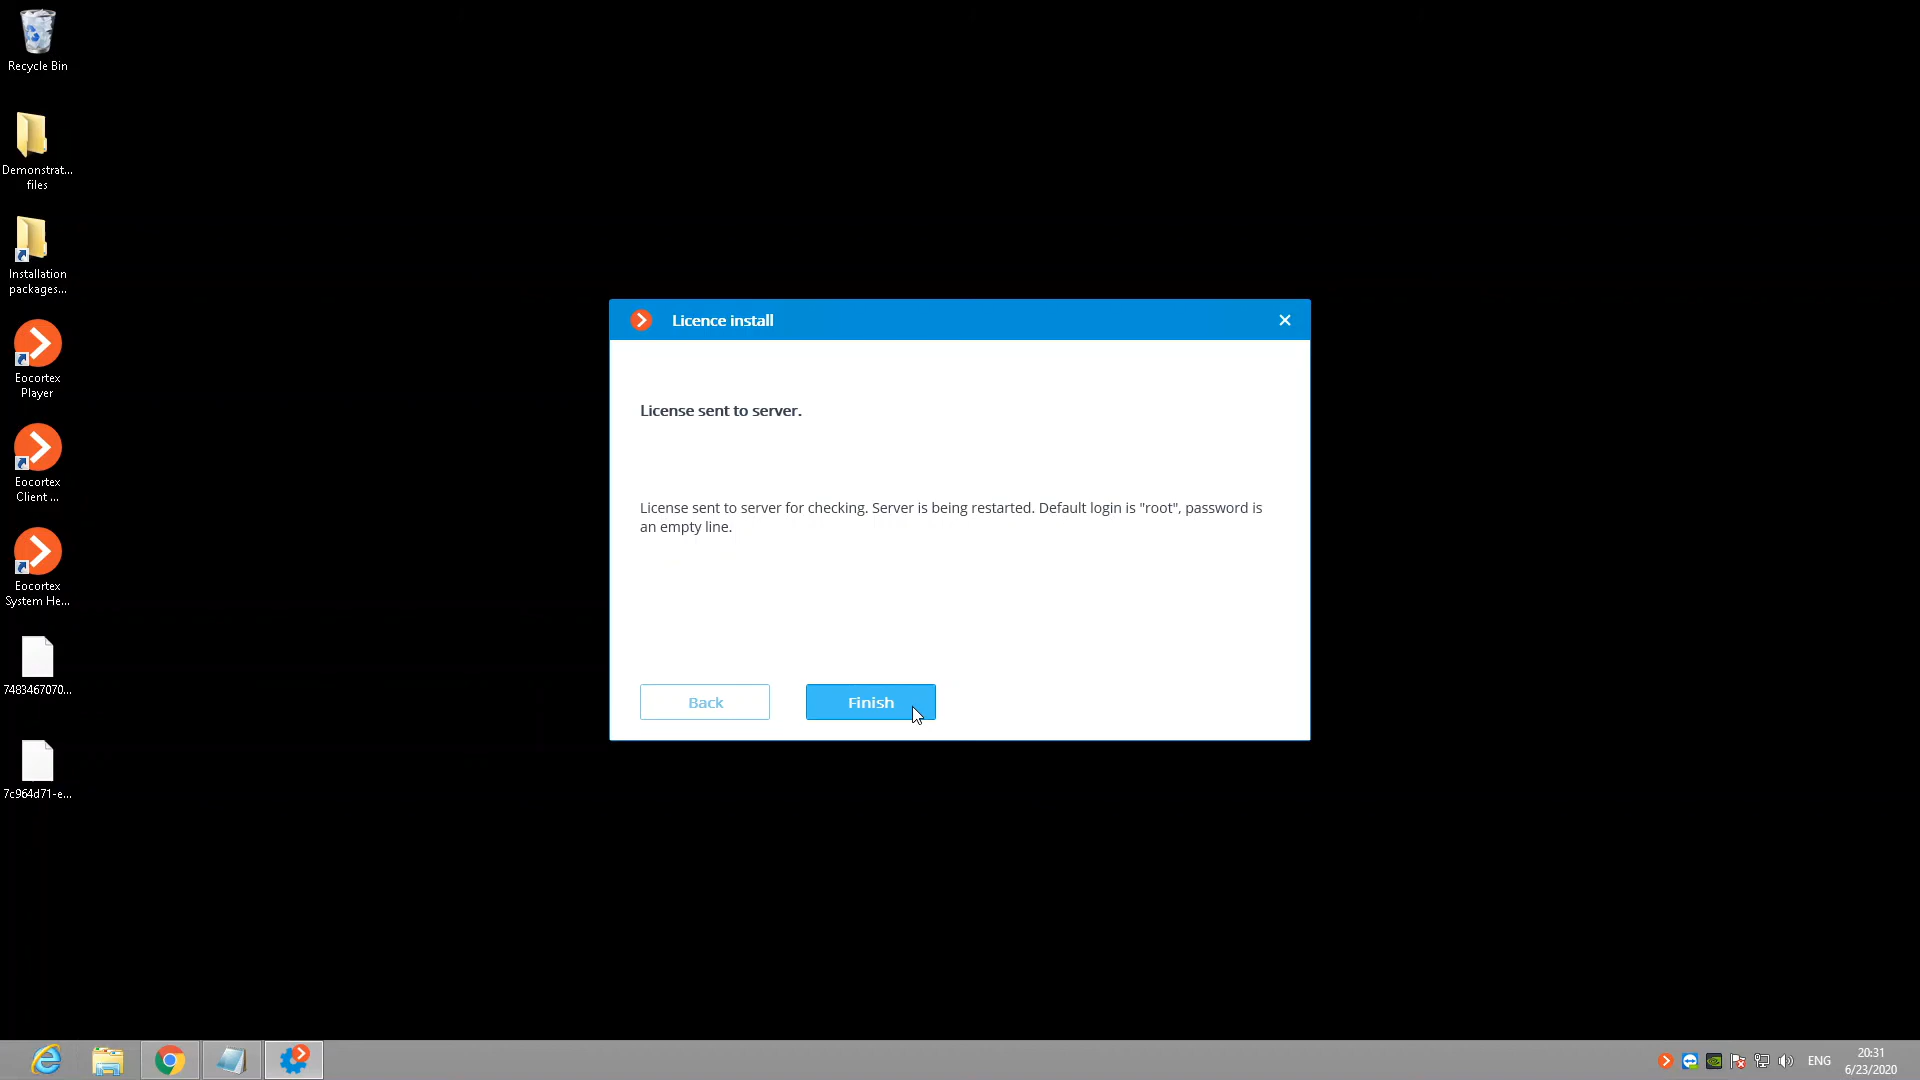 Recycle Bin
Demonstrat...
files
Installation
packages...
Eocortex
Player
Eocortex
Client ...
Eocortex
System He...
7483467070...
7c964d71-e...
Licence install
License sent to server.
License sent to server for checking. Server is being restarted. Default login is "root", password is
an empty line.
Back
Finish
ENG
20:31
6/23/2020